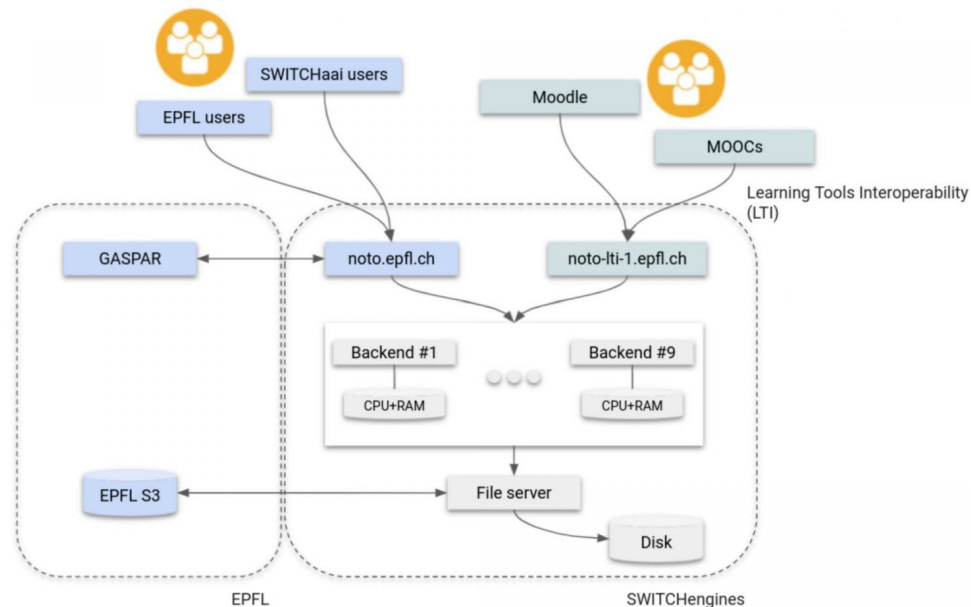 SWITCHaai users
EPFL users
Moodle
MOOCs
Learning Tools Interoperability
(LTI)
GASPAR
noto.epfl.ch
noto-lti-1.epfl.ch
Backend #1
Backend #9
CPU+RAM
CPU+RAM
EPFL S3
File server
Disk
EPFL
SWITCHengines